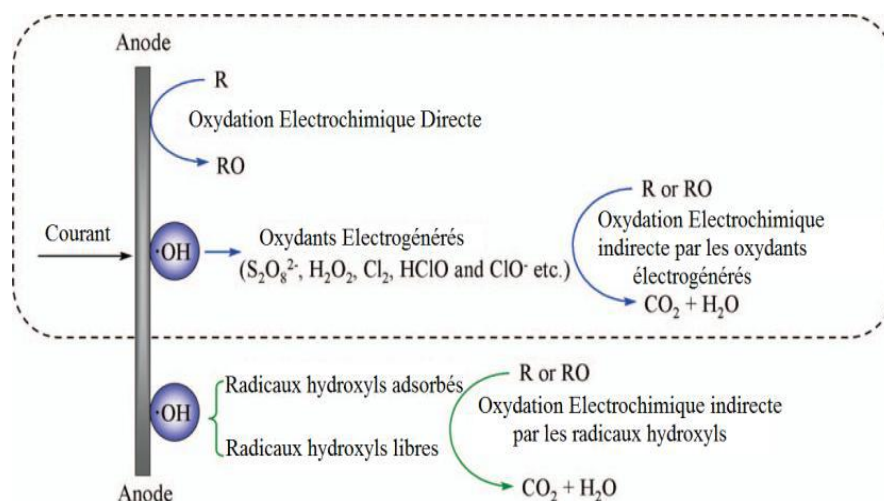 Anode
R
Oxydation Electrochimique Directe
RO
Courant
·OH
Oxydants Electrogénérés
(S₂O₈²⁻, H₂O₂, Cl₂, HClO and ClO⁻ etc.)
R or RO
Oxydation Electrochimique
indirecte par les oxydants
électrogénérés
CO₂ + H₂O
·OH
Radicaux hydroxyls adsorbés
Radicaux hydroxyls libres
R or RO
Oxydation Electrochimique indirecte
par les radicaux hydroxyls
CO₂ + H₂O
Anode